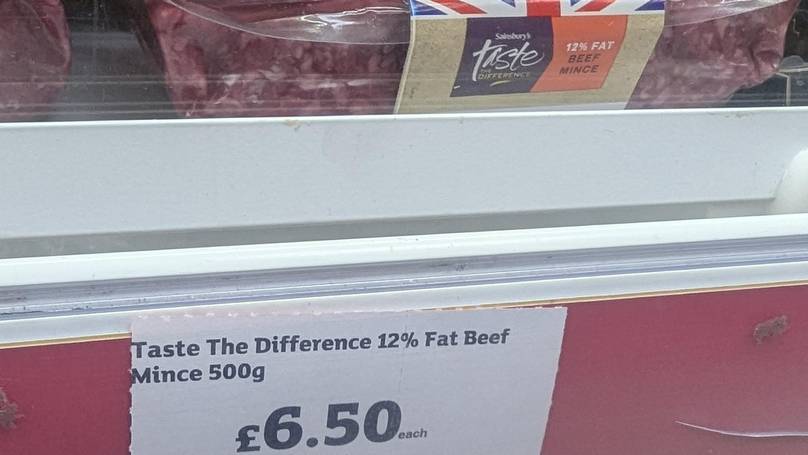 Sainsbury's
taste
THE
DIFFERENCE
12% FAT
BEEF
MINCE
Taste The Difference 12% Fat Beef
Mince 500g
£6.50each